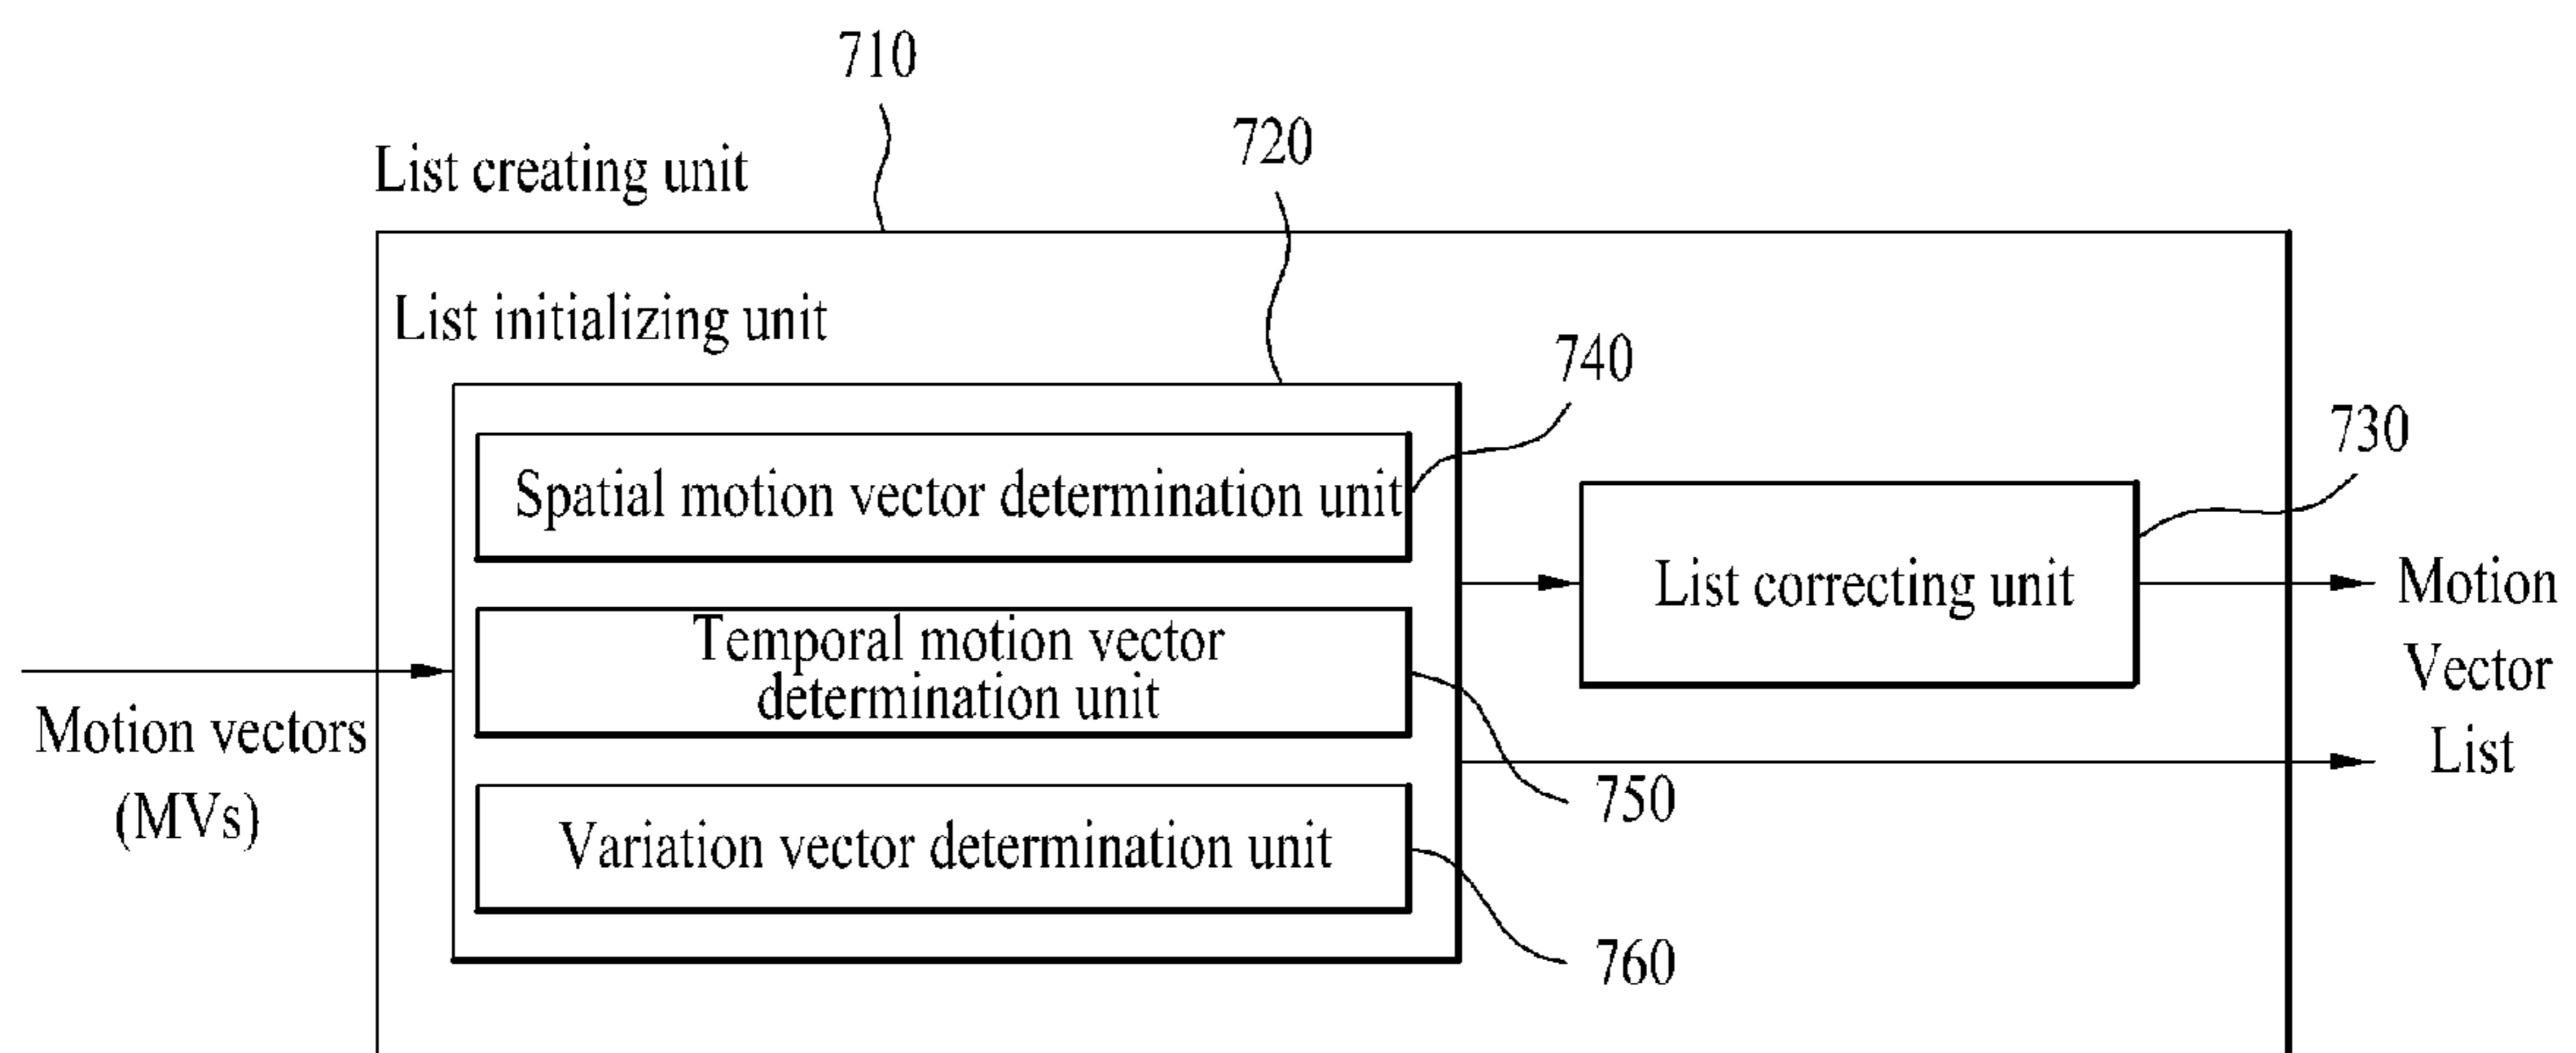 710
List creating unit
720
List initializing unit
740
730
Spatial motion vector determination unit
Temporal motion vector
determination unit
Variation vector determination unit
List correcting unit
Motion vectors
(MVs)
750
760
Motion
Vector
List